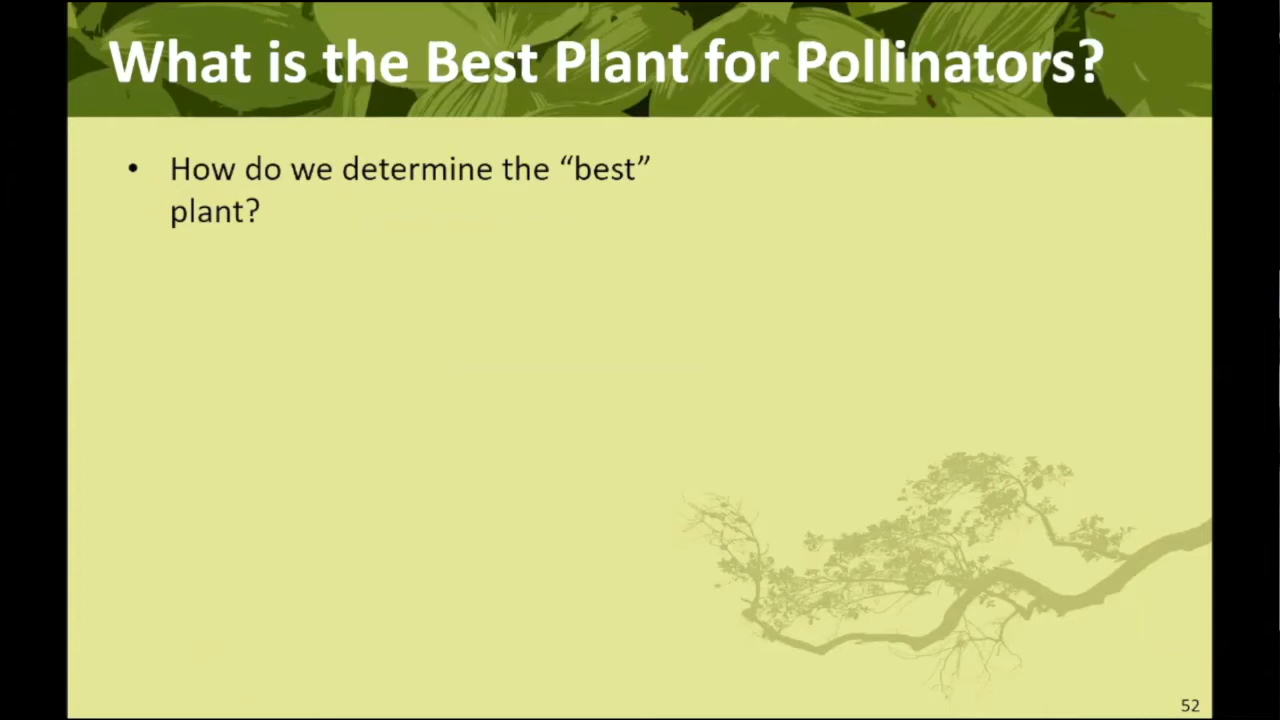 What is the Best Plant for Pollinators?
• How do we determine the “best”
plant?
52